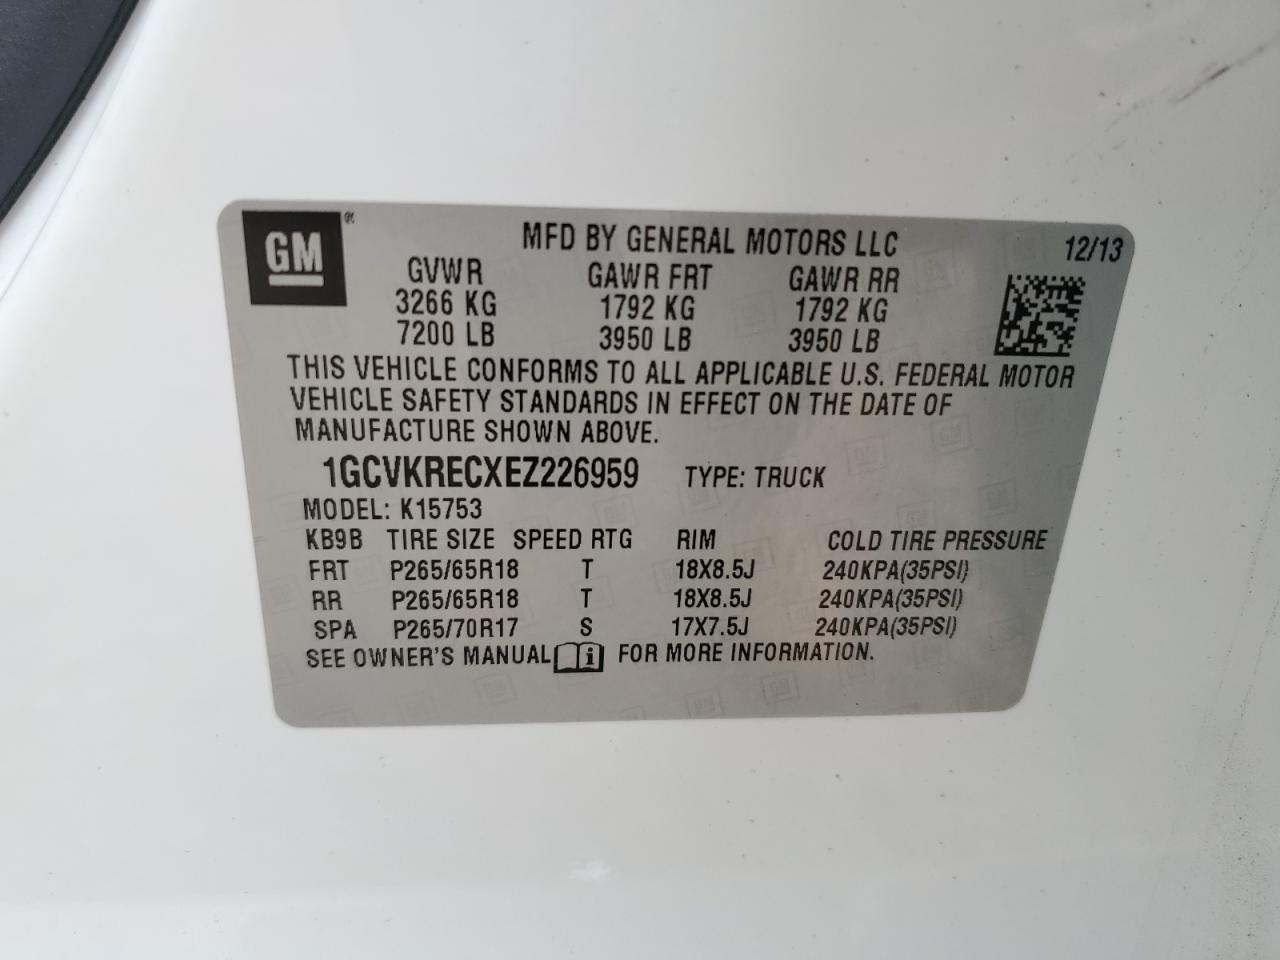 GM ®
MFD BY GENERAL MOTORS LLC 12/13
GVWR GAWR FRT GAWR RR
3266 KG 1792 KG 1792 KG
7200 LB 3950 LB 3950 LB
THIS VEHICLE CONFORMS TO ALL APPLICABLE U.S. FEDERAL MOTOR
VEHICLE SAFETY STANDARDS IN EFFECT ON THE DATE OF
MANUFACTURE SHOWN ABOVE.
1GCVKRECXEZ226959 TYPE: TRUCK
MODEL: K15753
KB9B TIRE SIZE SPEED RTG RIM COLD TIRE PRESSURE
FRT P265/65R18 T 18X8.5J 240KPA(35PSI)
RR P265/65R18 T 18X8.5J 240KPA(35PSI)
SPA P265/70R17 S 17X7.5J 240KPA(35PSI)
SEE OWNER'S MANUAL i FOR MORE INFORMATION.